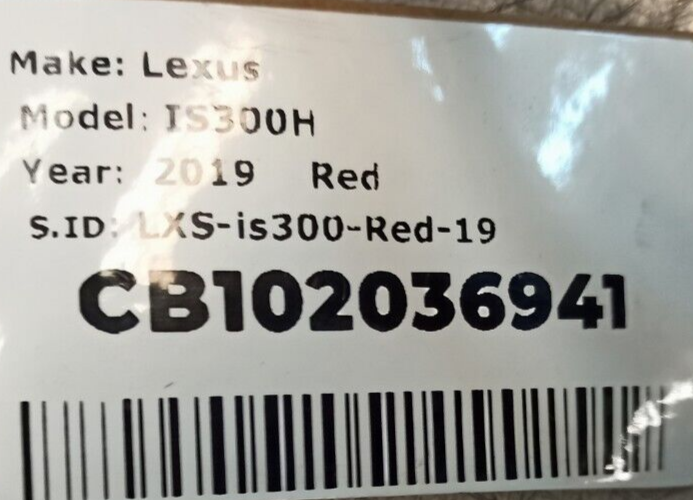 Make: Lexus
Model: IS300H
Year: 2019 Red
S.ID: LXS-is300-Red-19
CB102036941